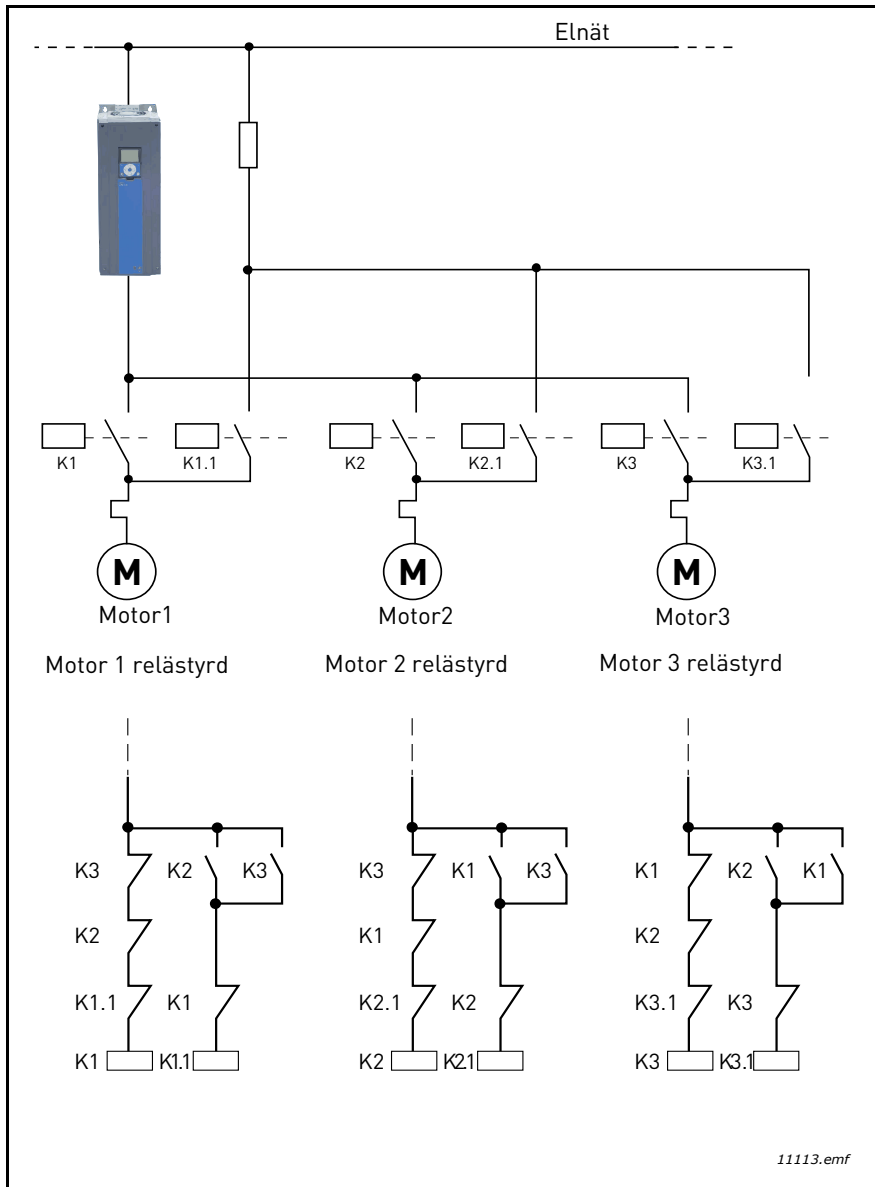 Elnät
K1
K1.1
K2
K2.1
K3
K3.1
M
M
M
Motor1
Motor2
Motor3
Motor 1 relästyrd
Motor 2 relästyrd
Motor 3 relästyrd
K3 K2 K3
K3 K1 K3
K1 K2 K1
K2
K1
K2
K1.1 K1
K2.1 K2
K3.1 K3
K1 K1.1
K2 K2.1
K3 K3.1
11113.emf